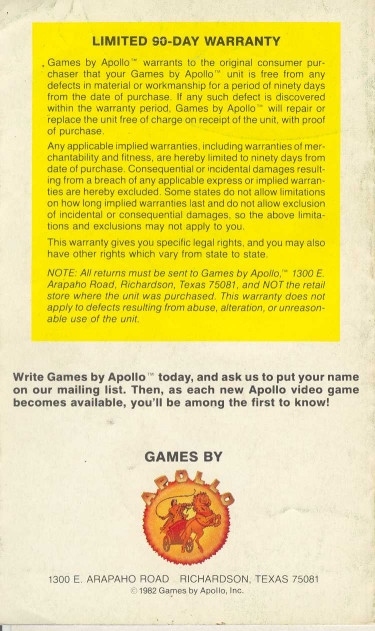 LIMITED 90-DAY WARRANTY
Games by Apollo™ warrants to the original consumer pur-
chaser that your Games by Apollo™ unit is free from any
defects in material or workmanship for a period of ninety days
from the date of purchase. If any such defect is discovered
within the warranty period, Games by Apollo™ will repair or
replace the unit free of charge on receipt of the unit, with proof
of purchase.
Any applicable implied warranties, including warranties of mer-
chantability and fitness, are hereby limited to ninety days from
date of purchase. Consequential or incidental damages result-
ing from a breach of any applicable express or implied warran-
ties are hereby excluded. Some states do not allow limitations
on how long implied warranties last and do not allow exclusion
of incidental or consequential damages, so the above limita-
tions and exclusions may not apply to you.
This warranty gives you specific legal rights, and you may also
have other rights which vary from state to state.
NOTE: All returns must be sent to Games by Apollo,™ 1300 E.
Arapaho Road, Richardson, Texas 75081, and NOT the retail
store where the unit was purchased. This warranty does not
apply to defects resulting from abuse, alteration, or unreason-
able use of the unit.
Write Games by Apollo™ today, and ask us to put your name
on our mailing list. Then, as each new Apollo video game
becomes available, you'll be among the first to know!
GAMES BY
APOLLO
1300 E. ARAPAHO ROAD RICHARDSON, TEXAS 75081
© 1982 Games by Apollo, Inc.